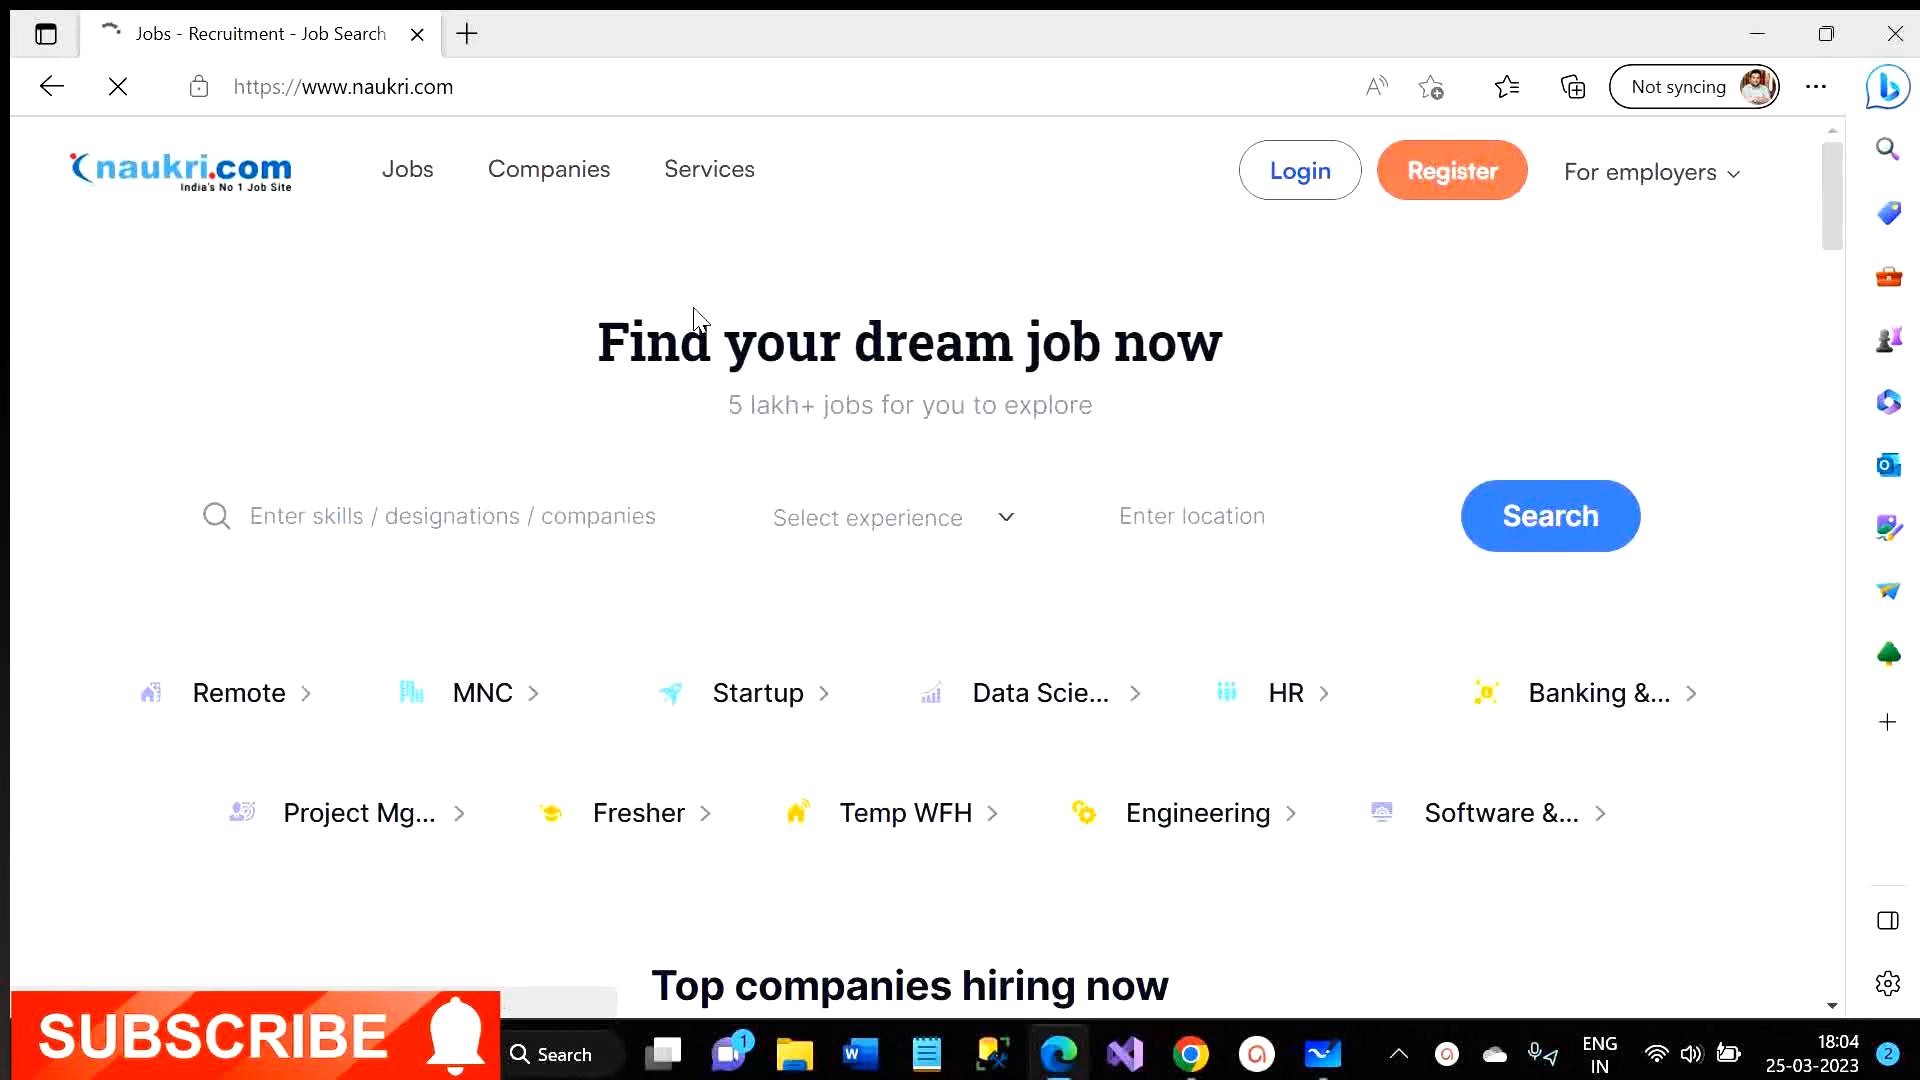 Jobs - Recruitment - Job Search
https://www.naukri.com
Not syncing
naukri.com
India's No 1 Job Site
Jobs
Companies
Services
Login
Register
For employers
Find your dream job now
5 lakh+ jobs for you to explore
Enter skills / designations / companies
Select experience
Enter location
Search
Remote
MNC
Startup
Data Scie...
HR
Banking &...
Project Mg...
Fresher
Temp WFH
Engineering
Software &...
Top companies hiring now
SUBSCRIBE
Search
1
ENG
IN
18:04
25-03-2023
2